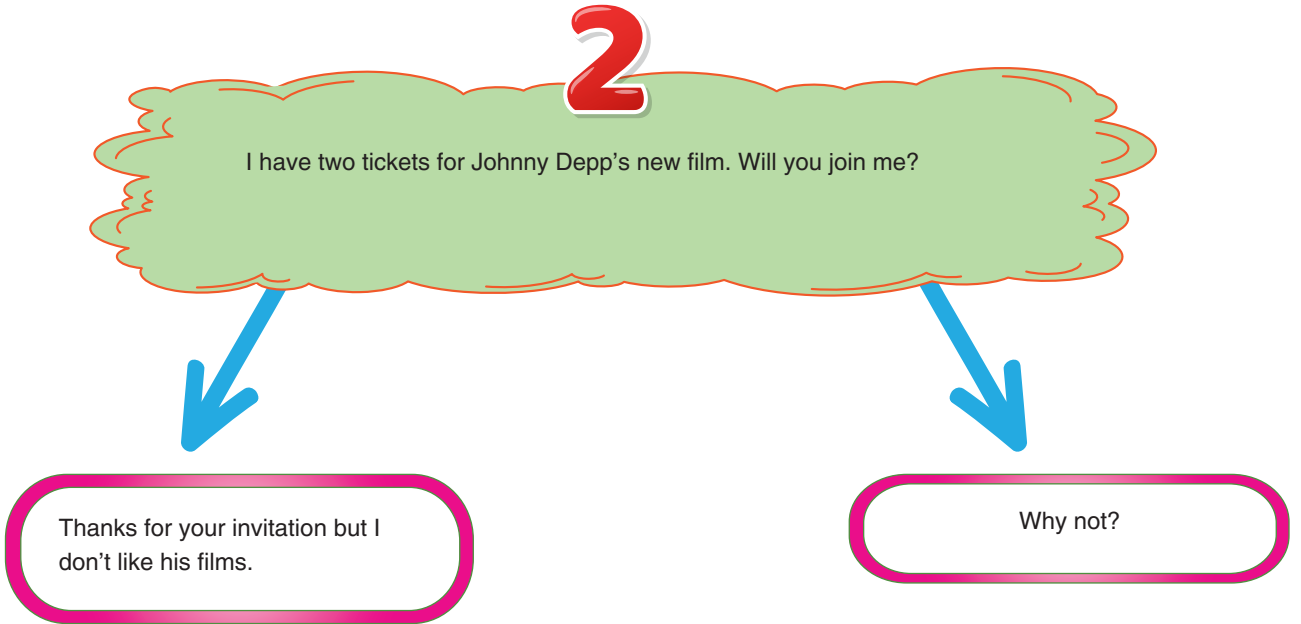 2
I have two tickets for Johnny Depp’s new film. Will you join me?
Thanks for your invitation but I
don’t like his films.
Why not?